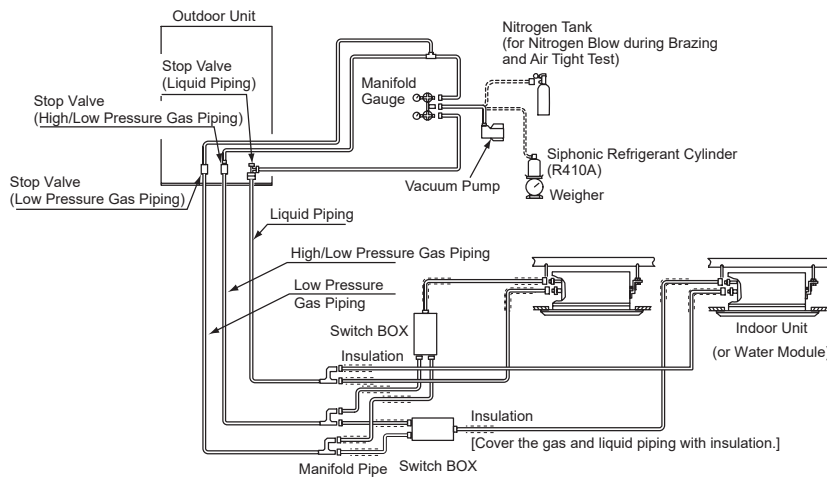 Outdoor Unit
Nitrogen Tank
(for Nitrogen Blow during Brazing
and Air Tight Test)
Stop Valve
(Liquid Piping)
Manifold
Gauge
Stop Valve
(High/Low Pressure Gas Piping)
Siphonic Refrigerant Cylinder
(R410A)
Stop Valve
(Low Pressure Gas Piping)
Vacuum Pump
Weigher
Liquid Piping
High/Low Pressure Gas Piping
Low Pressure
Gas Piping
Switch BOX
Indoor Unit
(or Water Module)
Insulation
Insulation
[Cover the gas and liquid piping with insulation.]
Manifold Pipe
Switch BOX